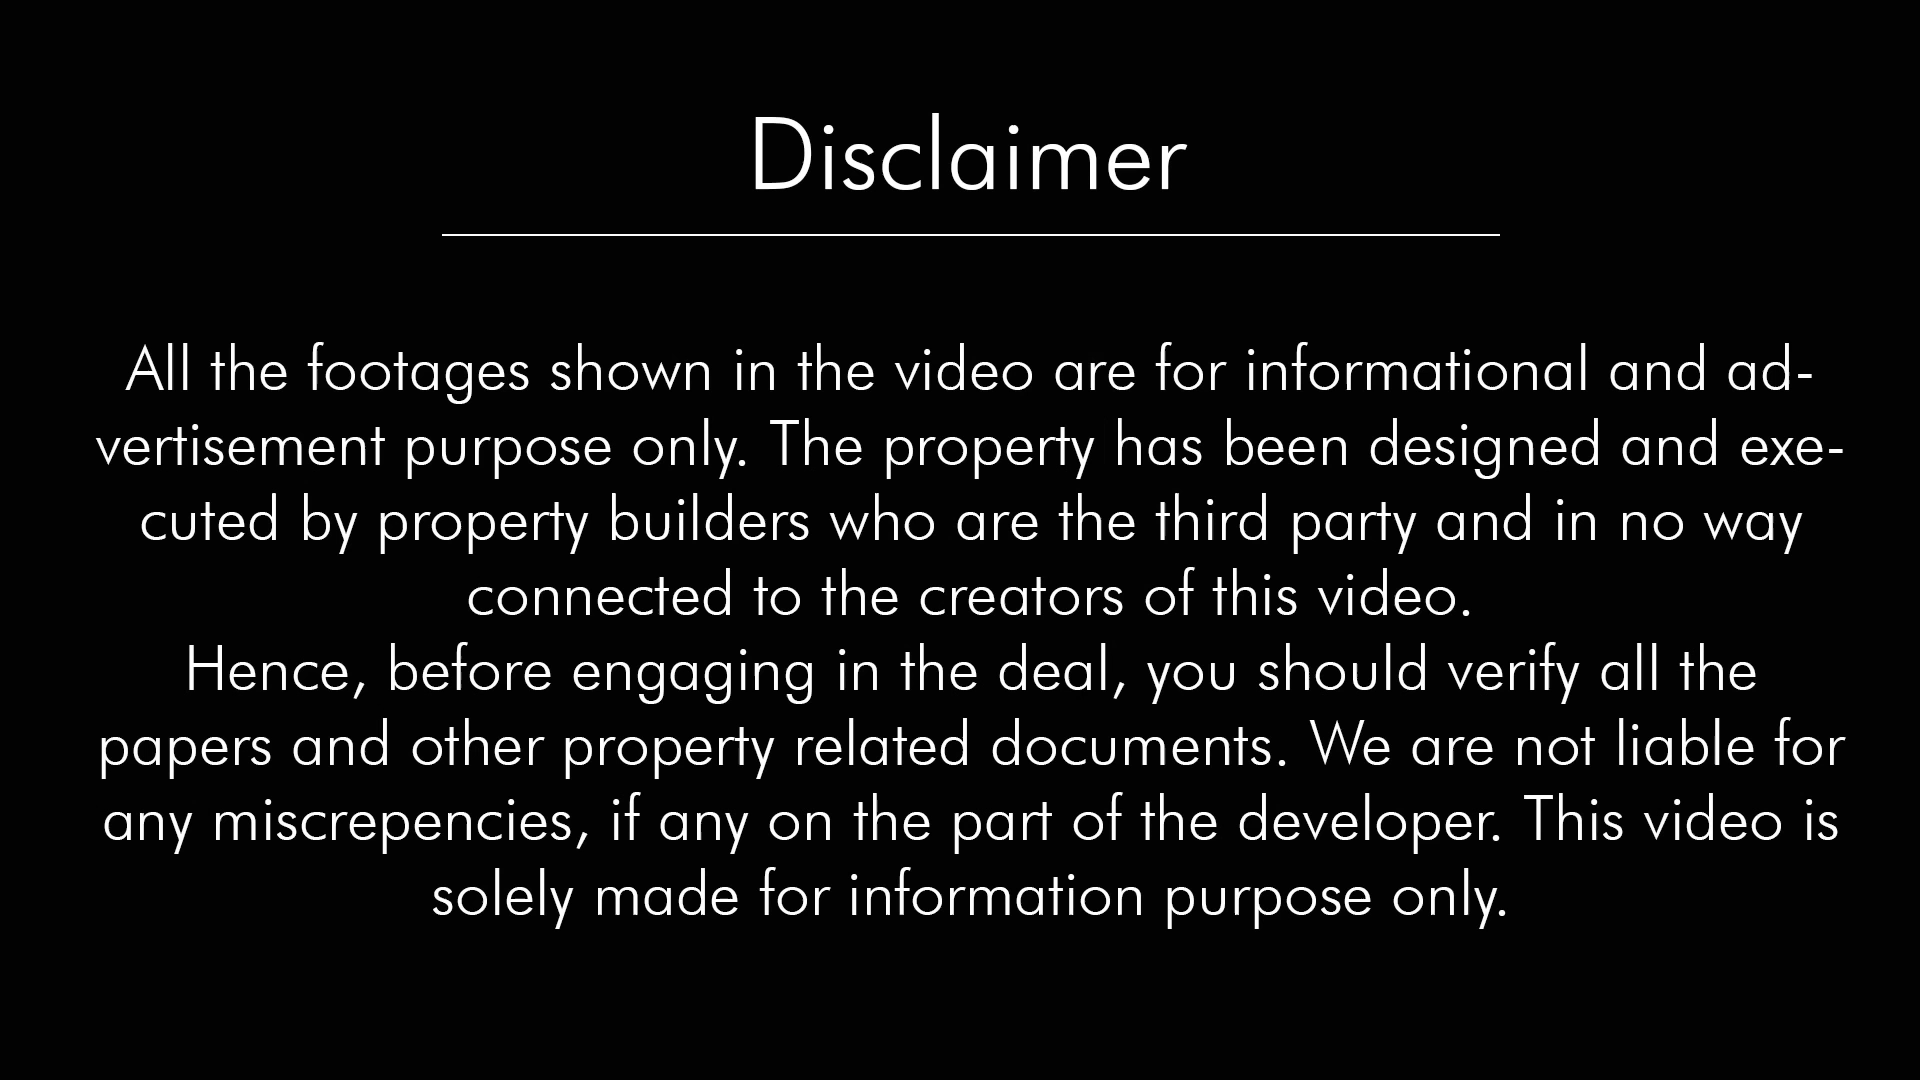 Disclaimer
All the footages shown in the video are for informational and ad-
vertisement purpose only. The property has been designed and exe-
cuted by property builders who are the third party and in no way
connected to the creators of this video.
Hence, before engaging in the deal, you should verify all the
papers and other property related documents. We are not liable for
any miscrepencies, if any on the part of the developer. This video is
solely made for information purpose only.